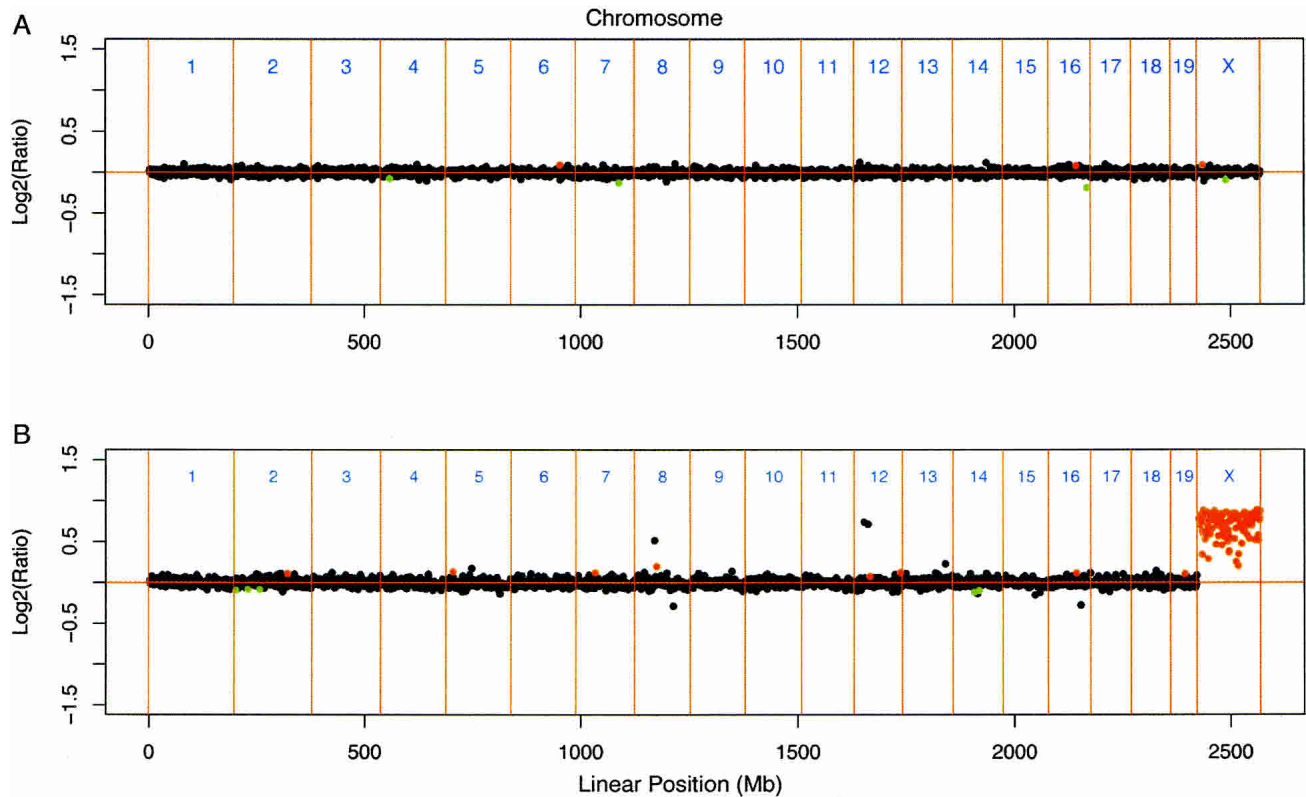 A
Chromosome
1 2 3 4 5 6 7 8 9 10 11 12 13 14 15 16 17 18 19 X
1.5
0.5
−0.5
−1.5
Log2(Ratio)
0 500 1000 1500 2000 2500
B
1 2 3 4 5 6 7 8 9 10 11 12 13 14 15 16 17 18 19 X
1.5
0.5
−0.5
−1.5
Log2(Ratio)
0 500 1000 1500 2000 2500
Linear Position (Mb)